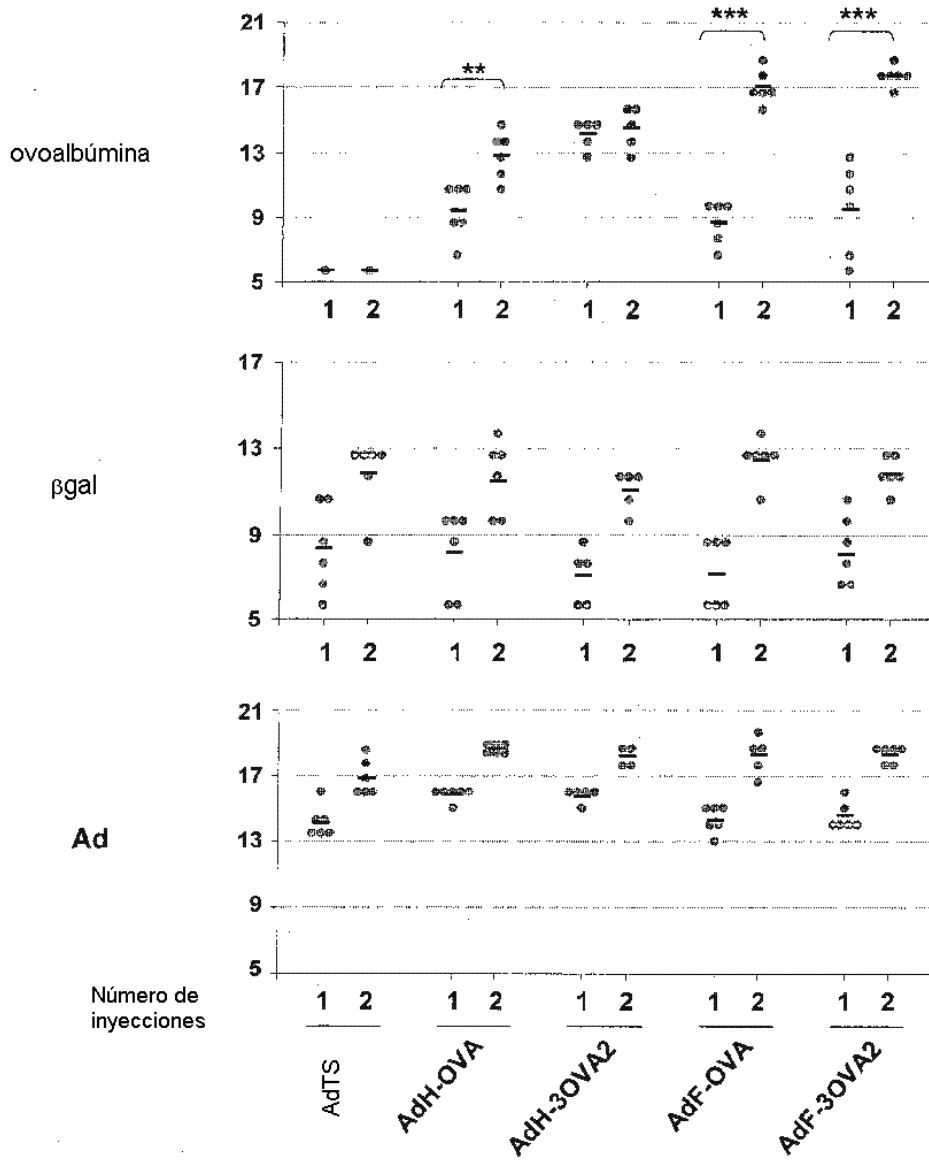 21
*** ***
**
17
ovoalbúmina
13
9
5
1 2 1 2 1 2 1 2 1 2
17
13
βgal
9
5
1 2 1 2 1 2 1 2 1 2
21
17
Ad
13
9
5
Número de
inyecciones
1 2 1 2 1 2 1 2 1 2
AdTS
AdH-OVA
AdH-3OVA2
AdF-OVA
AdF-3OVA2